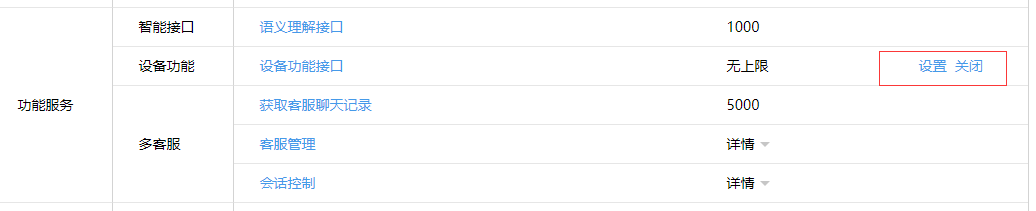 智能接口 语义理解接口 1000
设备功能 设备功能接口 无上限 设置 关闭
功能服务 获取客服聊天记录 5000
多客服 客服管理 详情
会话控制 详情